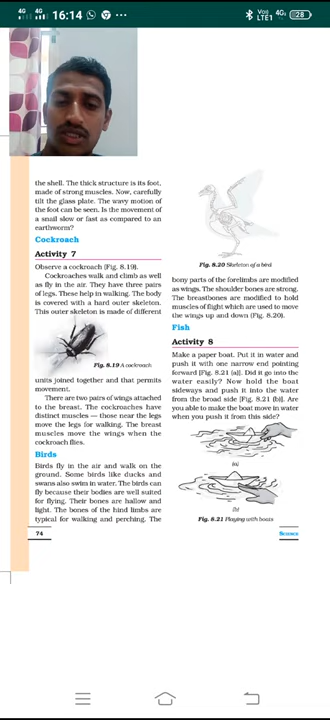 4G 4G 16:14
Vo)) LTE1 4G 28
the shell. The thick structure is its foot,
made of strong muscles. Now, carefully
tilt the glass plate. The wavy motion of
the foot can be seen. Is the movement of
a snail slow or fast as compared to an
earthworm?
Cockroach
Activity 7
Observe a cockroach (Fig. 8.19).
Cockroaches walk and climb as well
as fly in the air. They have three pairs
of legs. These help in walking. The body
is covered with a hard outer skeleton.
This outer skeleton is made of different
Fig. 8.19 A cockroach
units joined together and that permits
movement.
There are two pairs of wings attached
to the breast. The cockroaches have
distinct muscles — those near the legs
move the legs for walking. The breast
muscles move the wings when the
cockroach flies.
Birds
Birds fly in the air and walk on the
ground. Some birds like ducks and
swans also swim in water. The birds can
fly because their bodies are well suited
for flying. Their bones are hollow and
light. The bones of the hind limbs are
typical for walking and perching. The
Fig. 8.20 Skeleton of a bird
bony parts of the forelimbs are modified
as wings. The shoulder bones are strong.
The breastbones are modified to hold
muscles of flight which are used to move
the wings up and down (Fig. 8.20).
Fish
Activity 8
Make a paper boat. Put it in water and
push it with one narrow end pointing
forward [Fig. 8.21 (a)]. Did it go into the
water easily? Now hold the boat
sideways and push it into the water
from the broad side [Fig. 8.21 (b)]. Are
you able to make the boat move in water
when you push it from this side?
(a)
(b)
Fig. 8.21 Playing with boats
74
Science